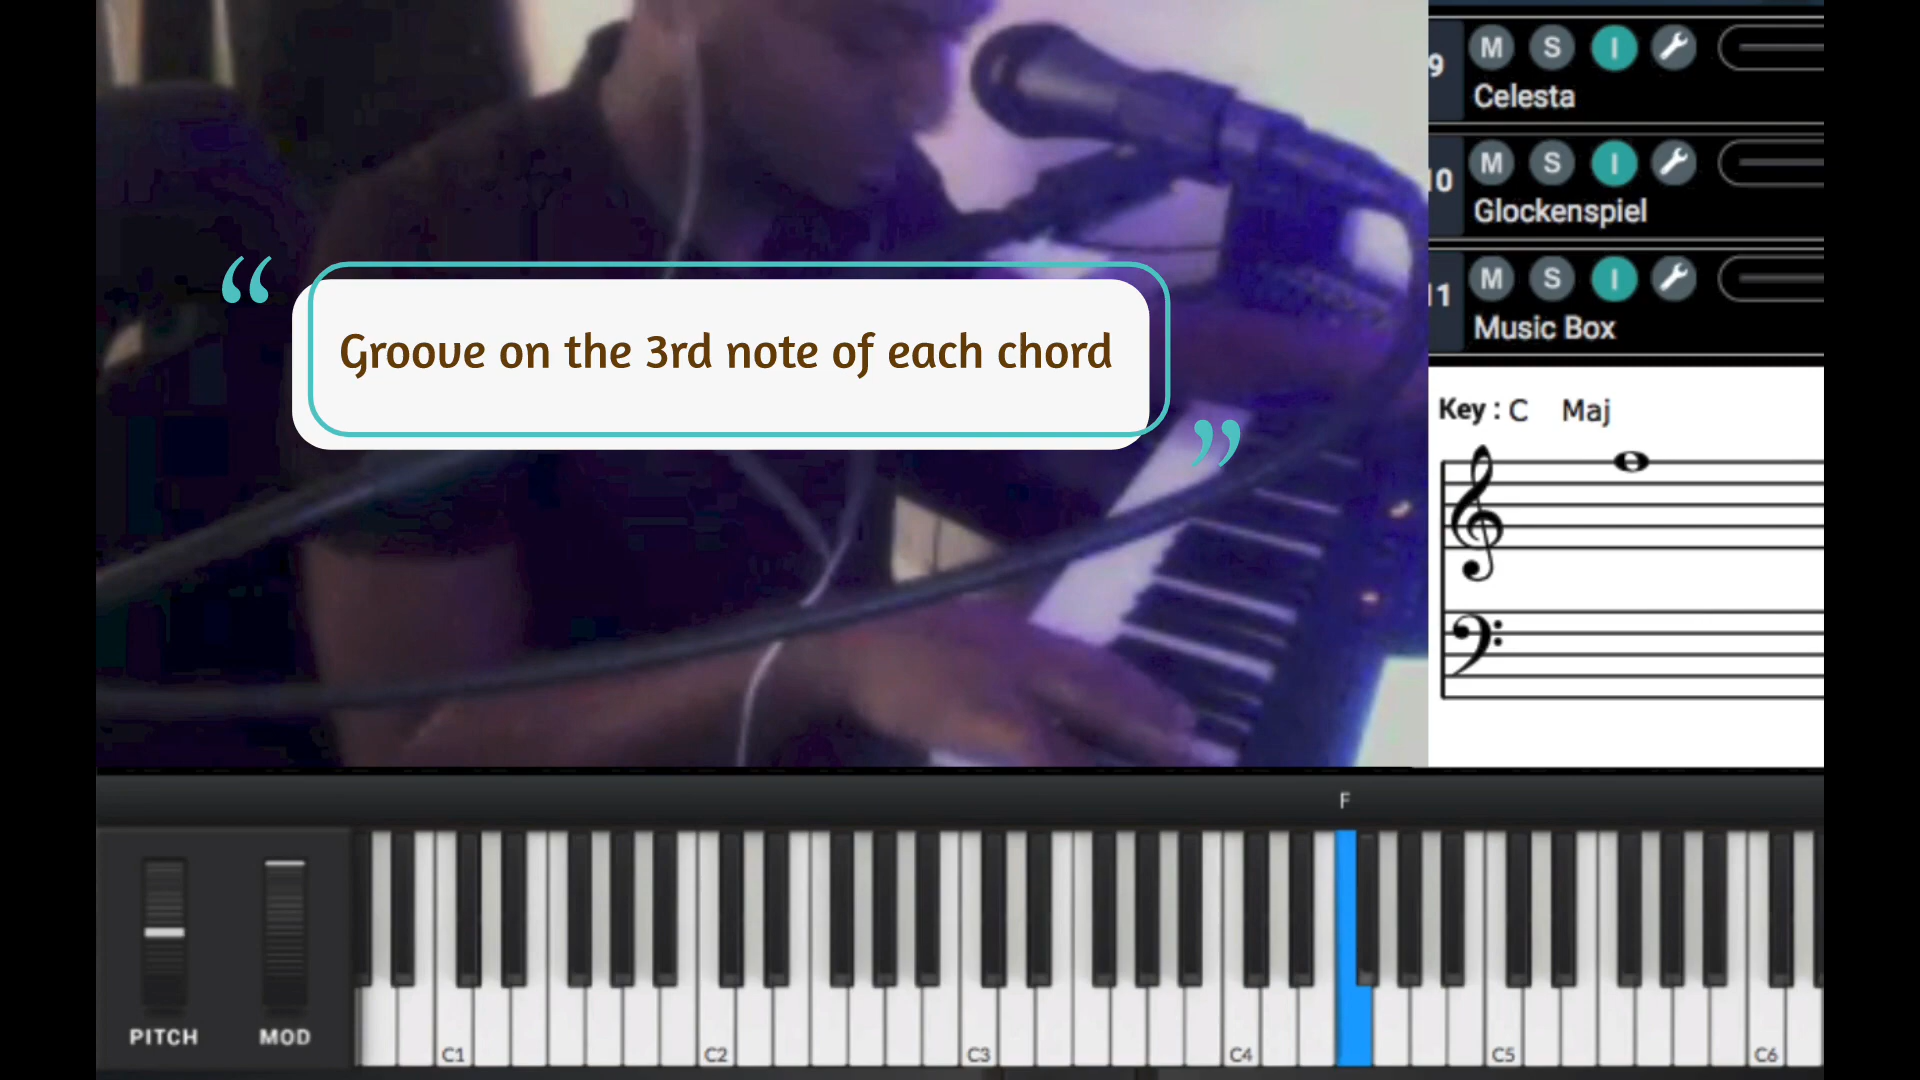 9
M S I
Celesta
10
M S I
Glockenspiel
11
M S I
Music Box
“
Groove on the 3rd note of each chord
”
Key : C Maj
F
PITCH MOD
C1 C2 C3 C4 C5 C6